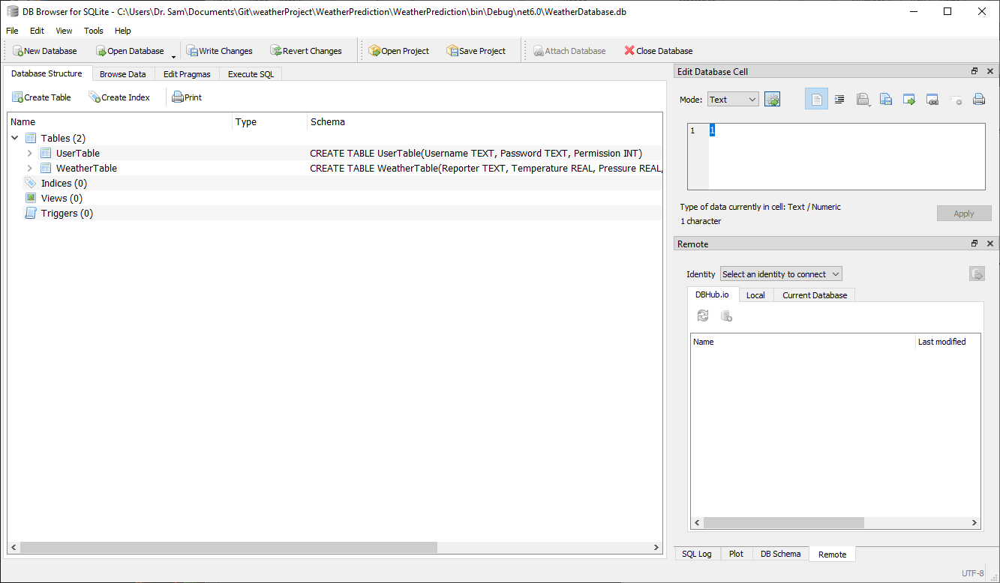 DB Browser for SQLite - C:\Users\Dr. Sam\Documents\Git\weatherProject\WeatherPrediction\WeatherPrediction\bin\Debug\net6.0\WeatherDatabase.db
File Edit View Tools Help
New Database Open Database Write Changes Revert Changes Open Project Save Project Attach Database Close Database
Database Structure Browse Data Edit Pragmas Execute SQL
Create Table Create Index Print
Name Type Schema
Tables (2)
UserTable CREATE TABLE UserTable(Username TEXT, Password TEXT, Permission INT)
WeatherTable CREATE TABLE WeatherTable(Reporter TEXT, Temperature REAL, Pressure REAL,
Indices (0)
Views (0)
Triggers (0)
Edit Database Cell
Mode: Text
1 1
Type of data currently in cell: Text / Numeric
1 character
Apply
Remote
Identity Select an identity to connect
DBHub.io Local Current Database
Name Last modified
SQL Log Plot DB Schema Remote
UTF-8